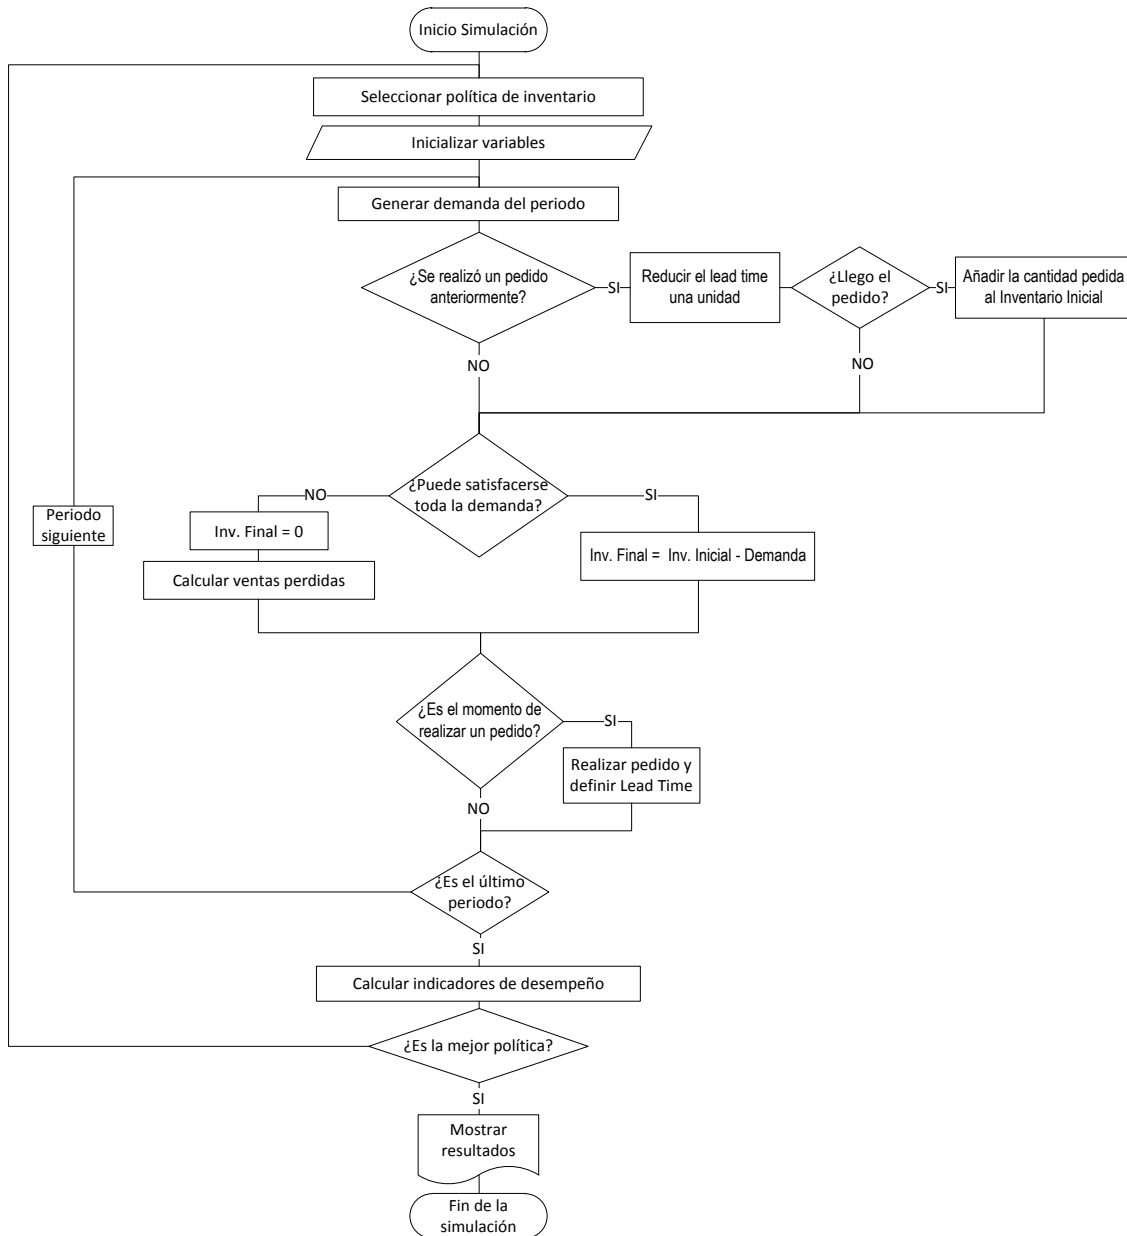 Inicio Simulación
Seleccionar política de inventario
Inicializar variables
Generar demanda del periodo
¿Se realizó un pedido
anteriormente?
SI
Reducir el lead time
una unidad
¿Llego el
pedido?
SI
Añadir la cantidad pedida
al Inventario Inicial
NO
NO
¿Puede satisfacerse
toda la demanda?
NO
SI
Periodo
siguiente
Inv. Final = 0
Calcular ventas perdidas
Inv. Final = Inv. Inicial - Demanda
¿Es el momento de
realizar un pedido?
SI
Realizar pedido y
definir Lead Time
NO
¿Es el último
periodo?
SI
Calcular indicadores de desempeño
¿Es la mejor política?
SI
Mostrar
resultados
Fin de la
simulación